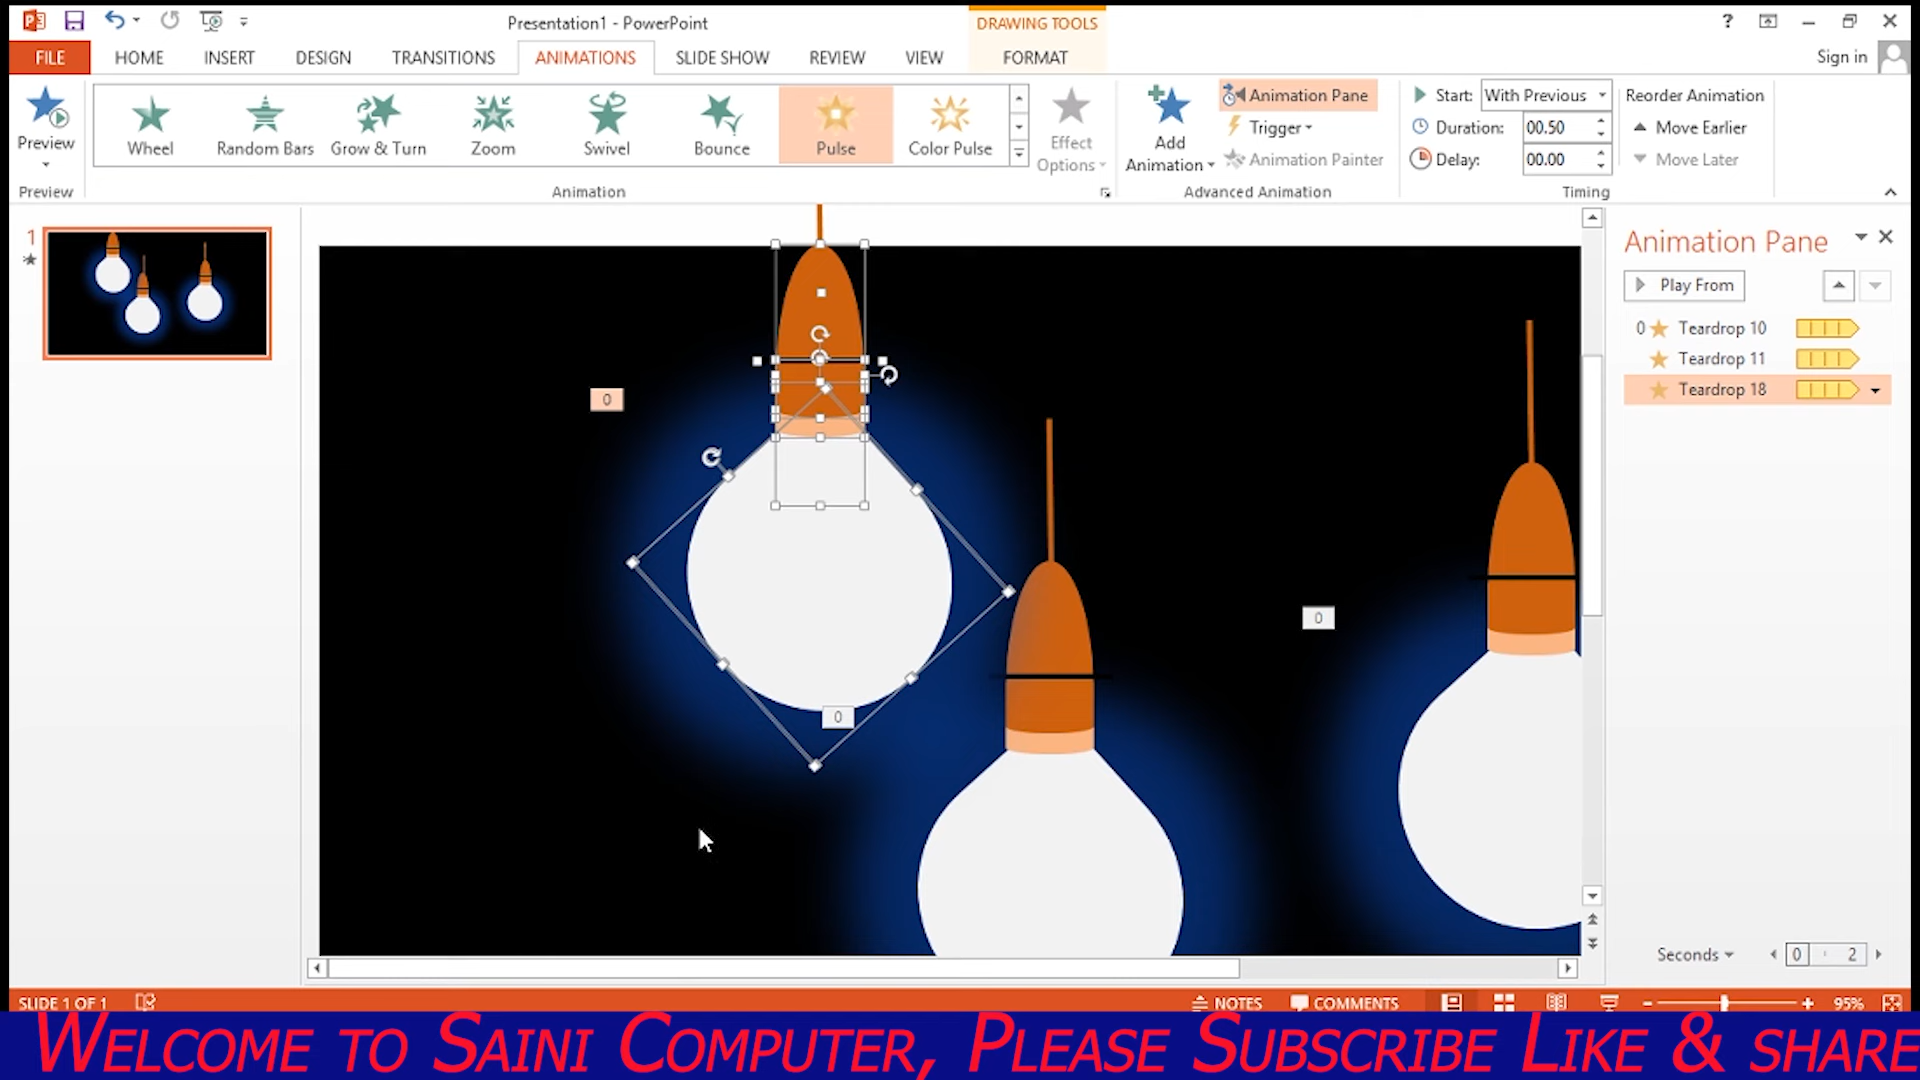 Presentation1 - PowerPoint
DRAWING TOOLS
?
FILE HOME INSERT DESIGN TRANSITIONS ANIMATIONS SLIDE SHOW REVIEW VIEW FORMAT Sign in
Preview
Wheel Random Bars Grow & Turn Zoom Swivel Bounce Pulse Color Pulse
Effect Options
Add Animation
Animation Pane
Trigger
Animation Painter
Start: With Previous
Duration: 00.50
Delay: 00.00
Reorder Animation
Move Earlier
Move Later
Preview Animation Advanced Animation Timing
1
0
0
0
Animation Pane
Play From
0 Teardrop 10
Teardrop 11
Teardrop 18
Seconds 0 2
SLIDE 1 OF 1 NOTES COMMENTS 95%
WELCOME TO SAINI COMPUTER, PLEASE SUBSCRIBE LIKE & SHARE